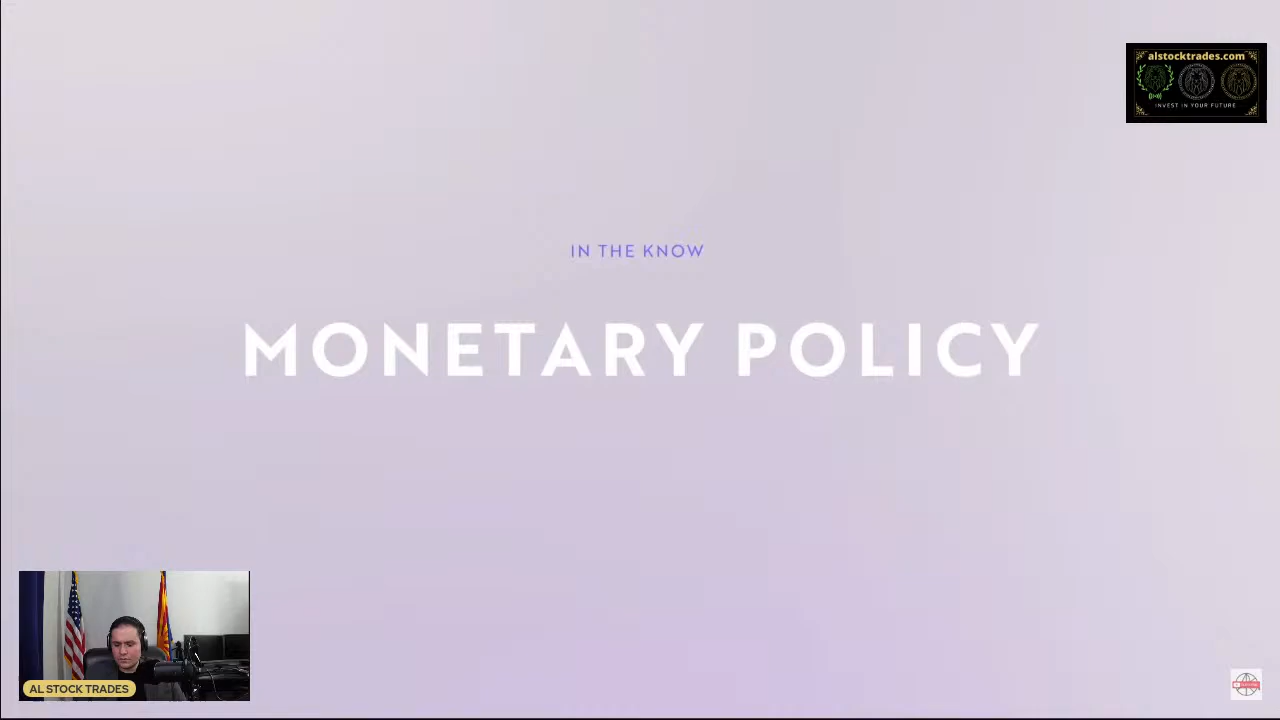 alstocktrades.com
INVEST IN YOUR FUTURE
IN THE KNOW
MONETARY POLICY
AL STOCK TRADES